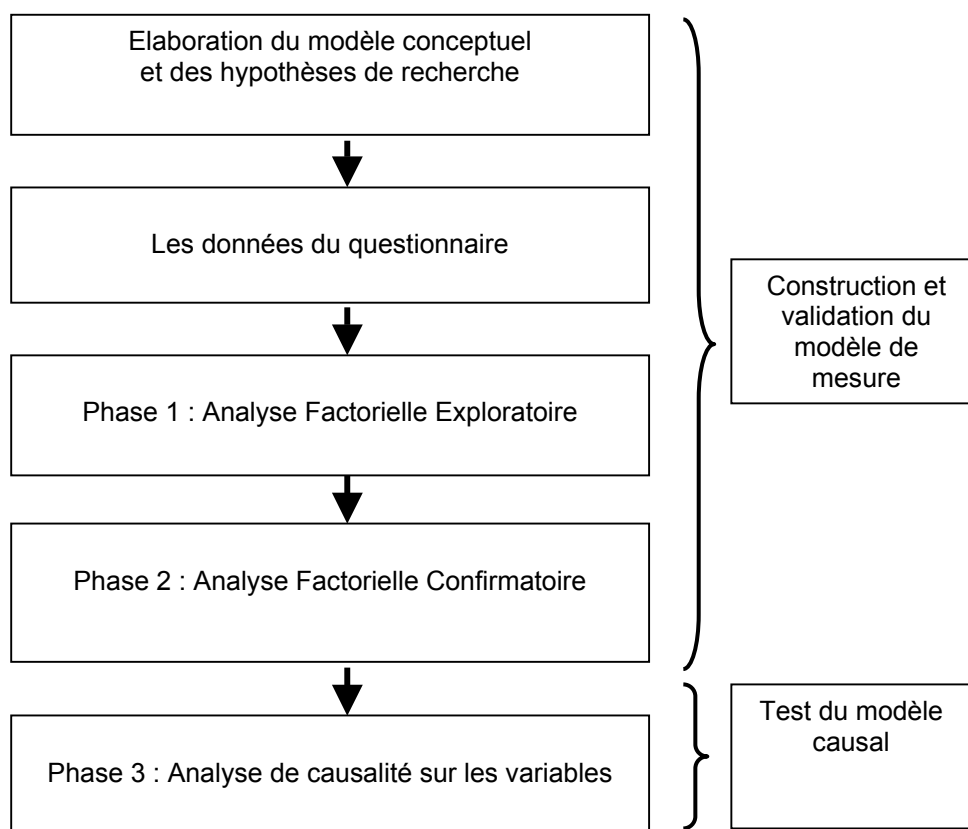 Elaboration du modèle conceptuel
et des hypothèses de recherche
Les données du questionnaire
Construction et
validation du
modèle de
mesure
Phase 1 : Analyse Factorielle Exploratoire
Phase 2 : Analyse Factorielle Confirmatoire
Test du modèle
causal
Phase 3 : Analyse de causalité sur les variables